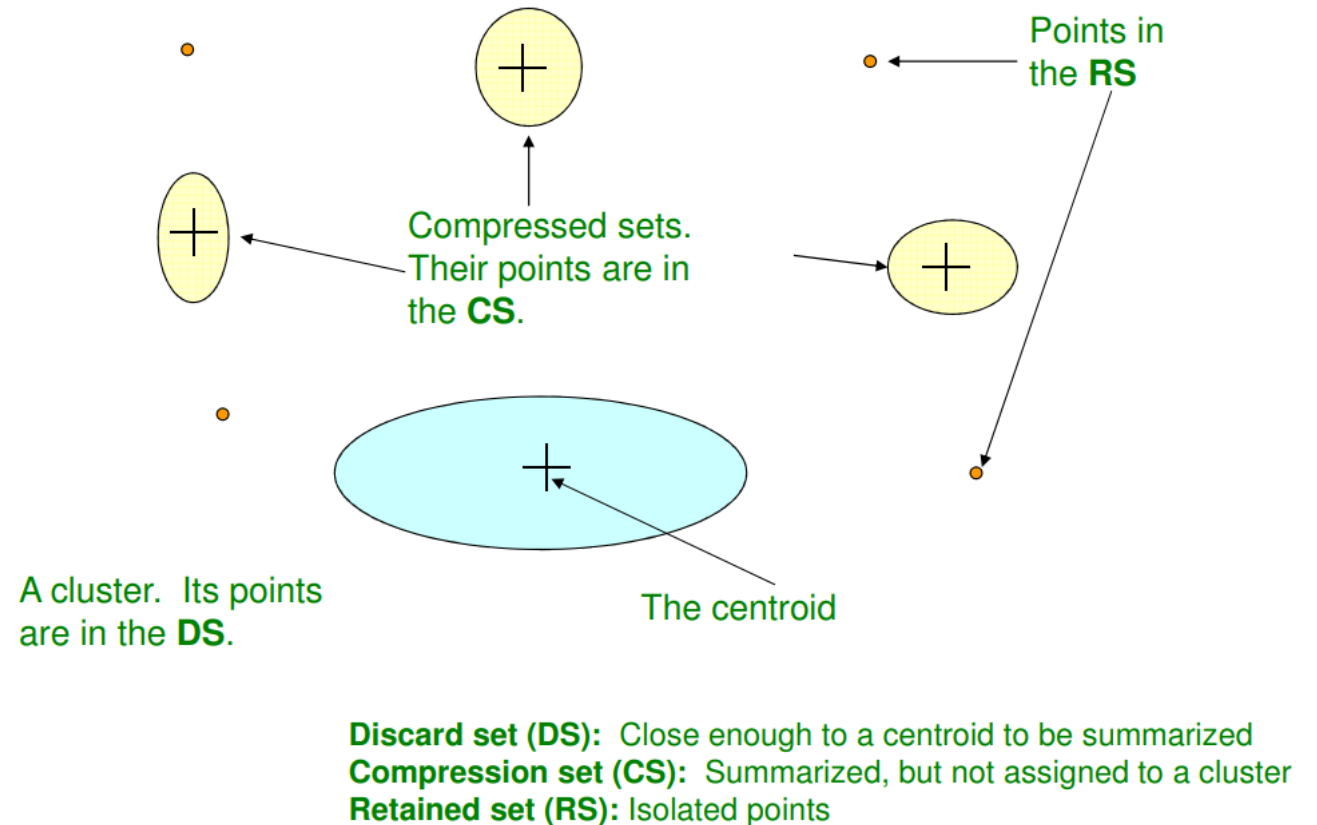 Points in
the RS
Compressed sets.
Their points are in
the CS.
A cluster.  Its points
are in the DS.
The centroid
Discard set (DS):  Close enough to a centroid to be summarized
Compression set (CS):  Summarized, but not assigned to a cluster
Retained set (RS): Isolated points